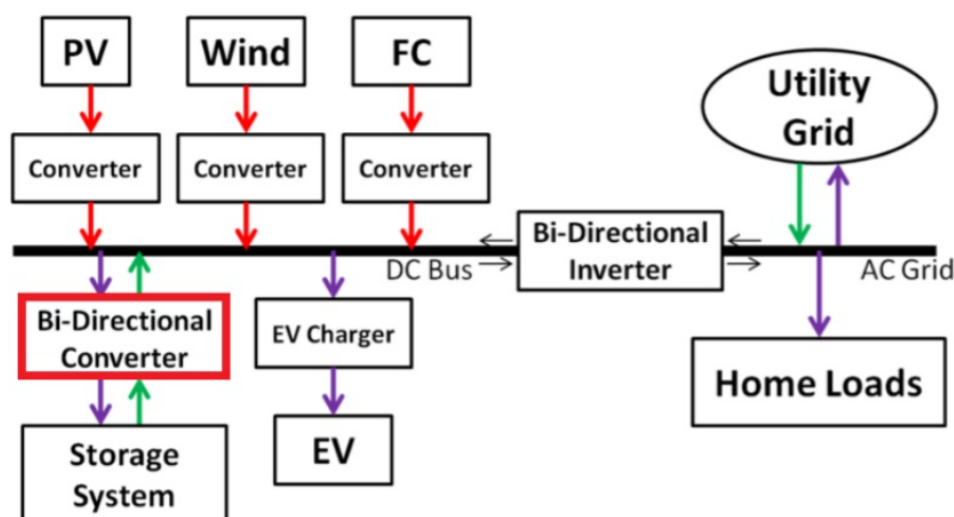 PV
Wind
FC
Utility
Grid
Converter
Converter
Converter
Bi-Directional
Inverter
DC Bus
AC Grid
Bi-Directional
Converter
EV Charger
Home Loads
EV
Storage
System